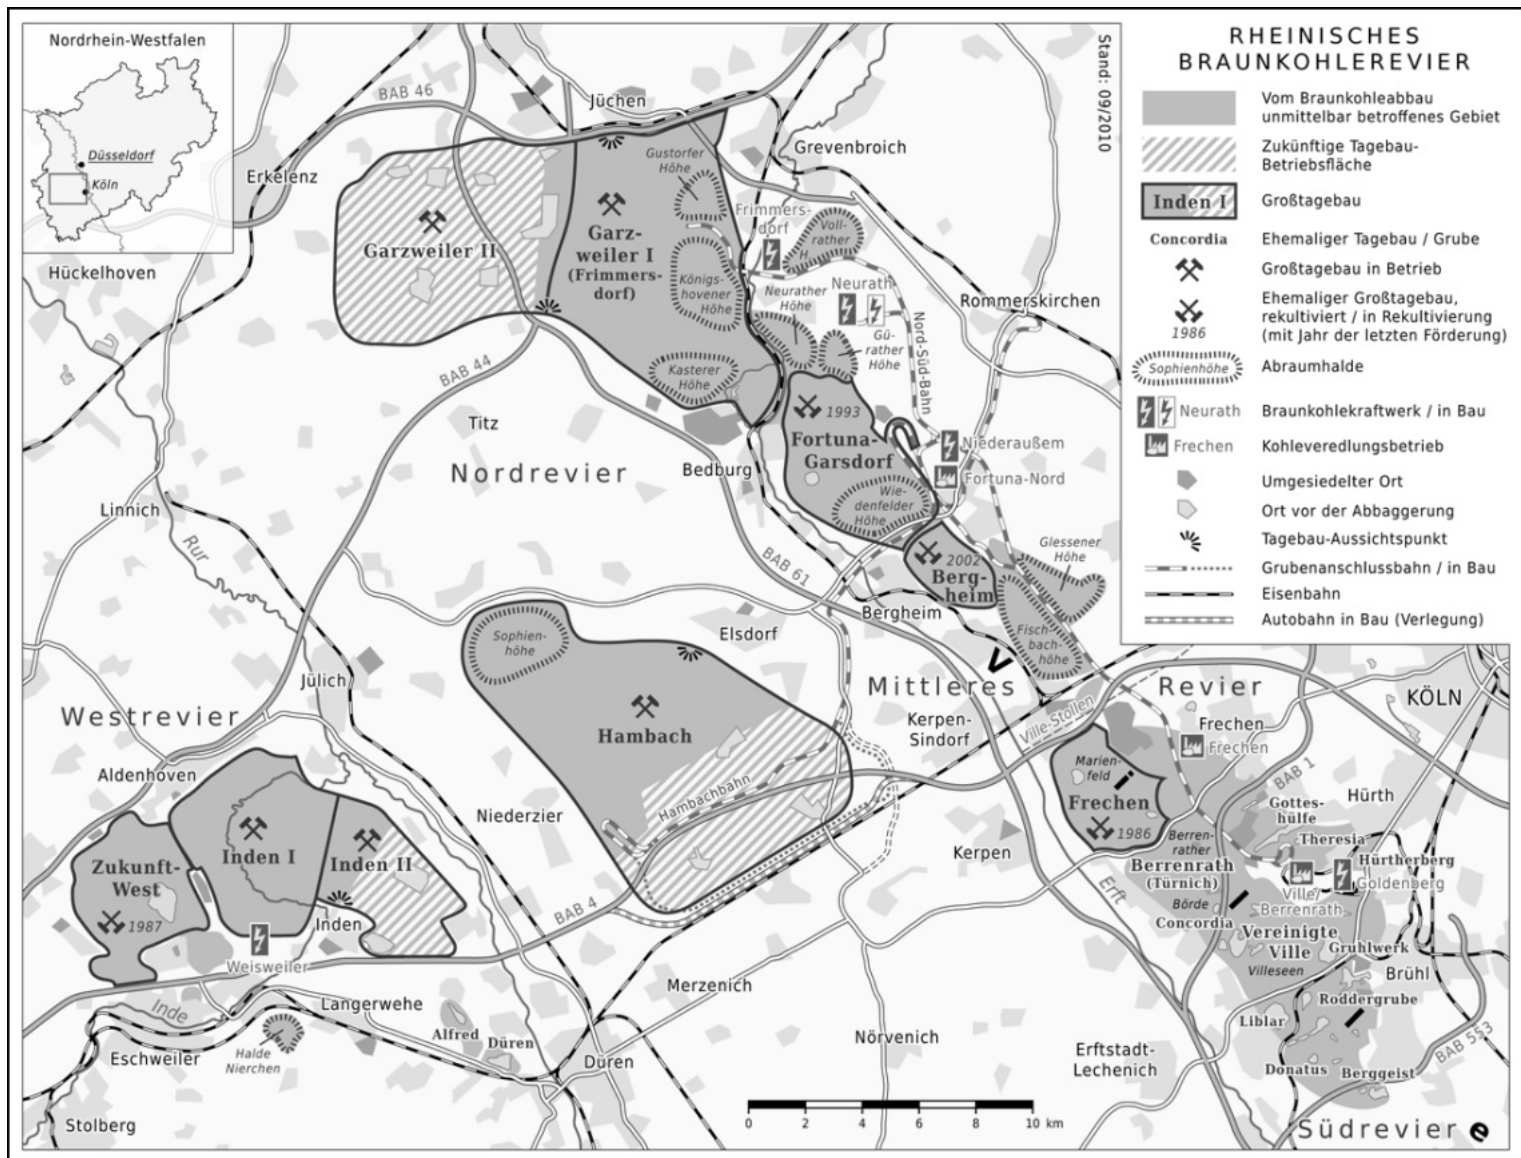 Nordrhein-Westfalen
Düsseldorf
Köln
Stand: 09/2010
RHEINISCHES
BRAUNKOHLEREVIER
Vom Braunkohleabbau
unmittelbar betroffenes Gebiet
Zukünftige Tagebau-
Betriebsfläche
Inden I
Großtagebau
Concordia
Ehemaliger Tagebau / Grube
Großtagebau in Betrieb
1986
Ehemaliger Großtagebau,
rekultiviert / in Rekultivierung
(mit Jahr der letzten Förderung)
Sophienhöhe
Abraumhalde
Neurath
Braunkohlekraftwerk / in Bau
Frechen
Kohleveredlungsbetrieb
Umgesiedelter Ort
Ort vor der Abbaggerung
Tagebau-Aussichtspunkt
Grubenanschlussbahn / in Bau
Eisenbahn
Autobahn in Bau (Verlegung)
BAB 46
Jüchen
Grevenbroich
Erkelenz
Gustorfer
Höhe
Frimmers-
dorf
Voll-
rather
H.
Garzweiler II
Garz-
weiler I
(Frimmers-
dorf)
Königs-
hovener
Höhe
Neurather
Höhe
Neurath
Rommerskirchen
Hückelhoven
Gü-
rather
Höhe
Nord-Süd-Bahn
Kasterer
Höhe
BAB 44
1993
Titz
Fortuna-
Garsdorf
Niederaußem
Fortuna-Nord
Nordrevier
Bedburg
Wie-
denfelder
Höhe
Linnich
Rur
BAB 61
2002
Berg-
heim
Glessener
Höhe
Bergheim
Elsdorf
Sophien-
höhe
Fisch-
bach-
höhe
Jülich
Westrevier
Mittleres
Revier
KÖLN
Kerpen-
Sindorf
Ville-Stollen
Frechen
Frechen
Hambach
Aldenhoven
Marien-
feld
BAB 1
Hambachbahn
Niederzier
Frechen
1986
Gottes-
hülfe
Hürth
Theresia
Kerpen
Berren-
rather
Börde
Berrenrath
(Türnich)
Hürtherberg
Goldenberg
Ville/
Berrenrath
Inden I
Inden II
Zukunft-
West
1987
Inden
BAB 4
Erft
Concordia
Vereinigte
Ville
Gruhlwerk
Villeseen
Brühl
Weisweiler
Merzenich
Langerwehe
Inde
Roddergrube
Liblar
Alfred
Düren
Nörvenich
Halde
Nierchen
Eschweiler
Düren
Erftstadt-
Lechenich
Donatus
Berggeist
BAB 553
Stolberg
0 2 4 6 8 10 km
Südrevier
V
e